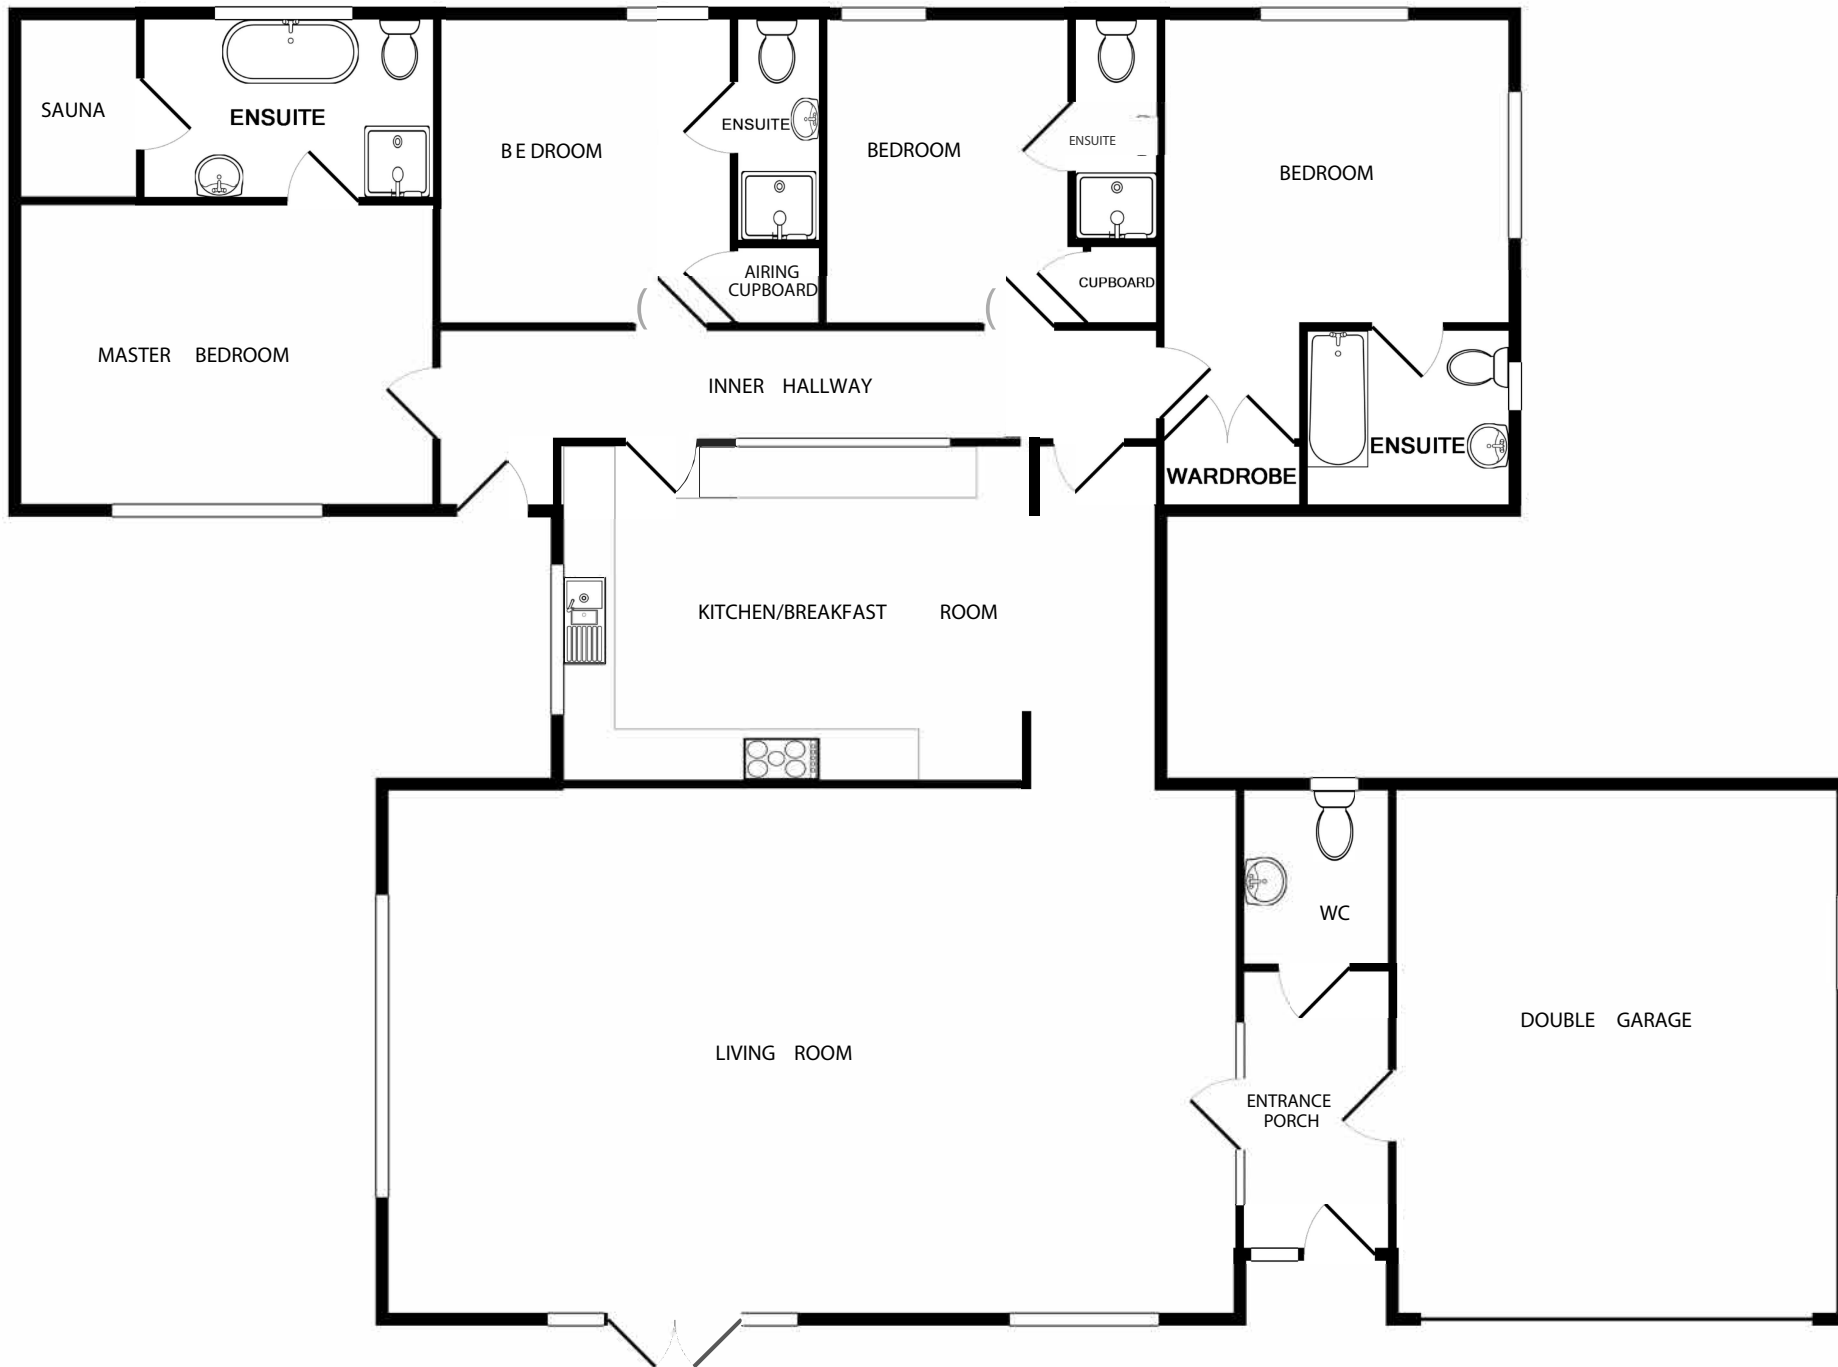 SAUNA
ENSUITE
BEDROOM
ENSUITE
BEDROOM
ENSUITE
BEDROOM
AIRING
CUPBOARD
CUPBOARD
MASTER BEDROOM
INNER HALLWAY
ENSUITE
WARDROBE
KITCHEN/BREAKFAST ROOM
WC
DOUBLE GARAGE
LIVING ROOM
ENTRANCE
PORCH